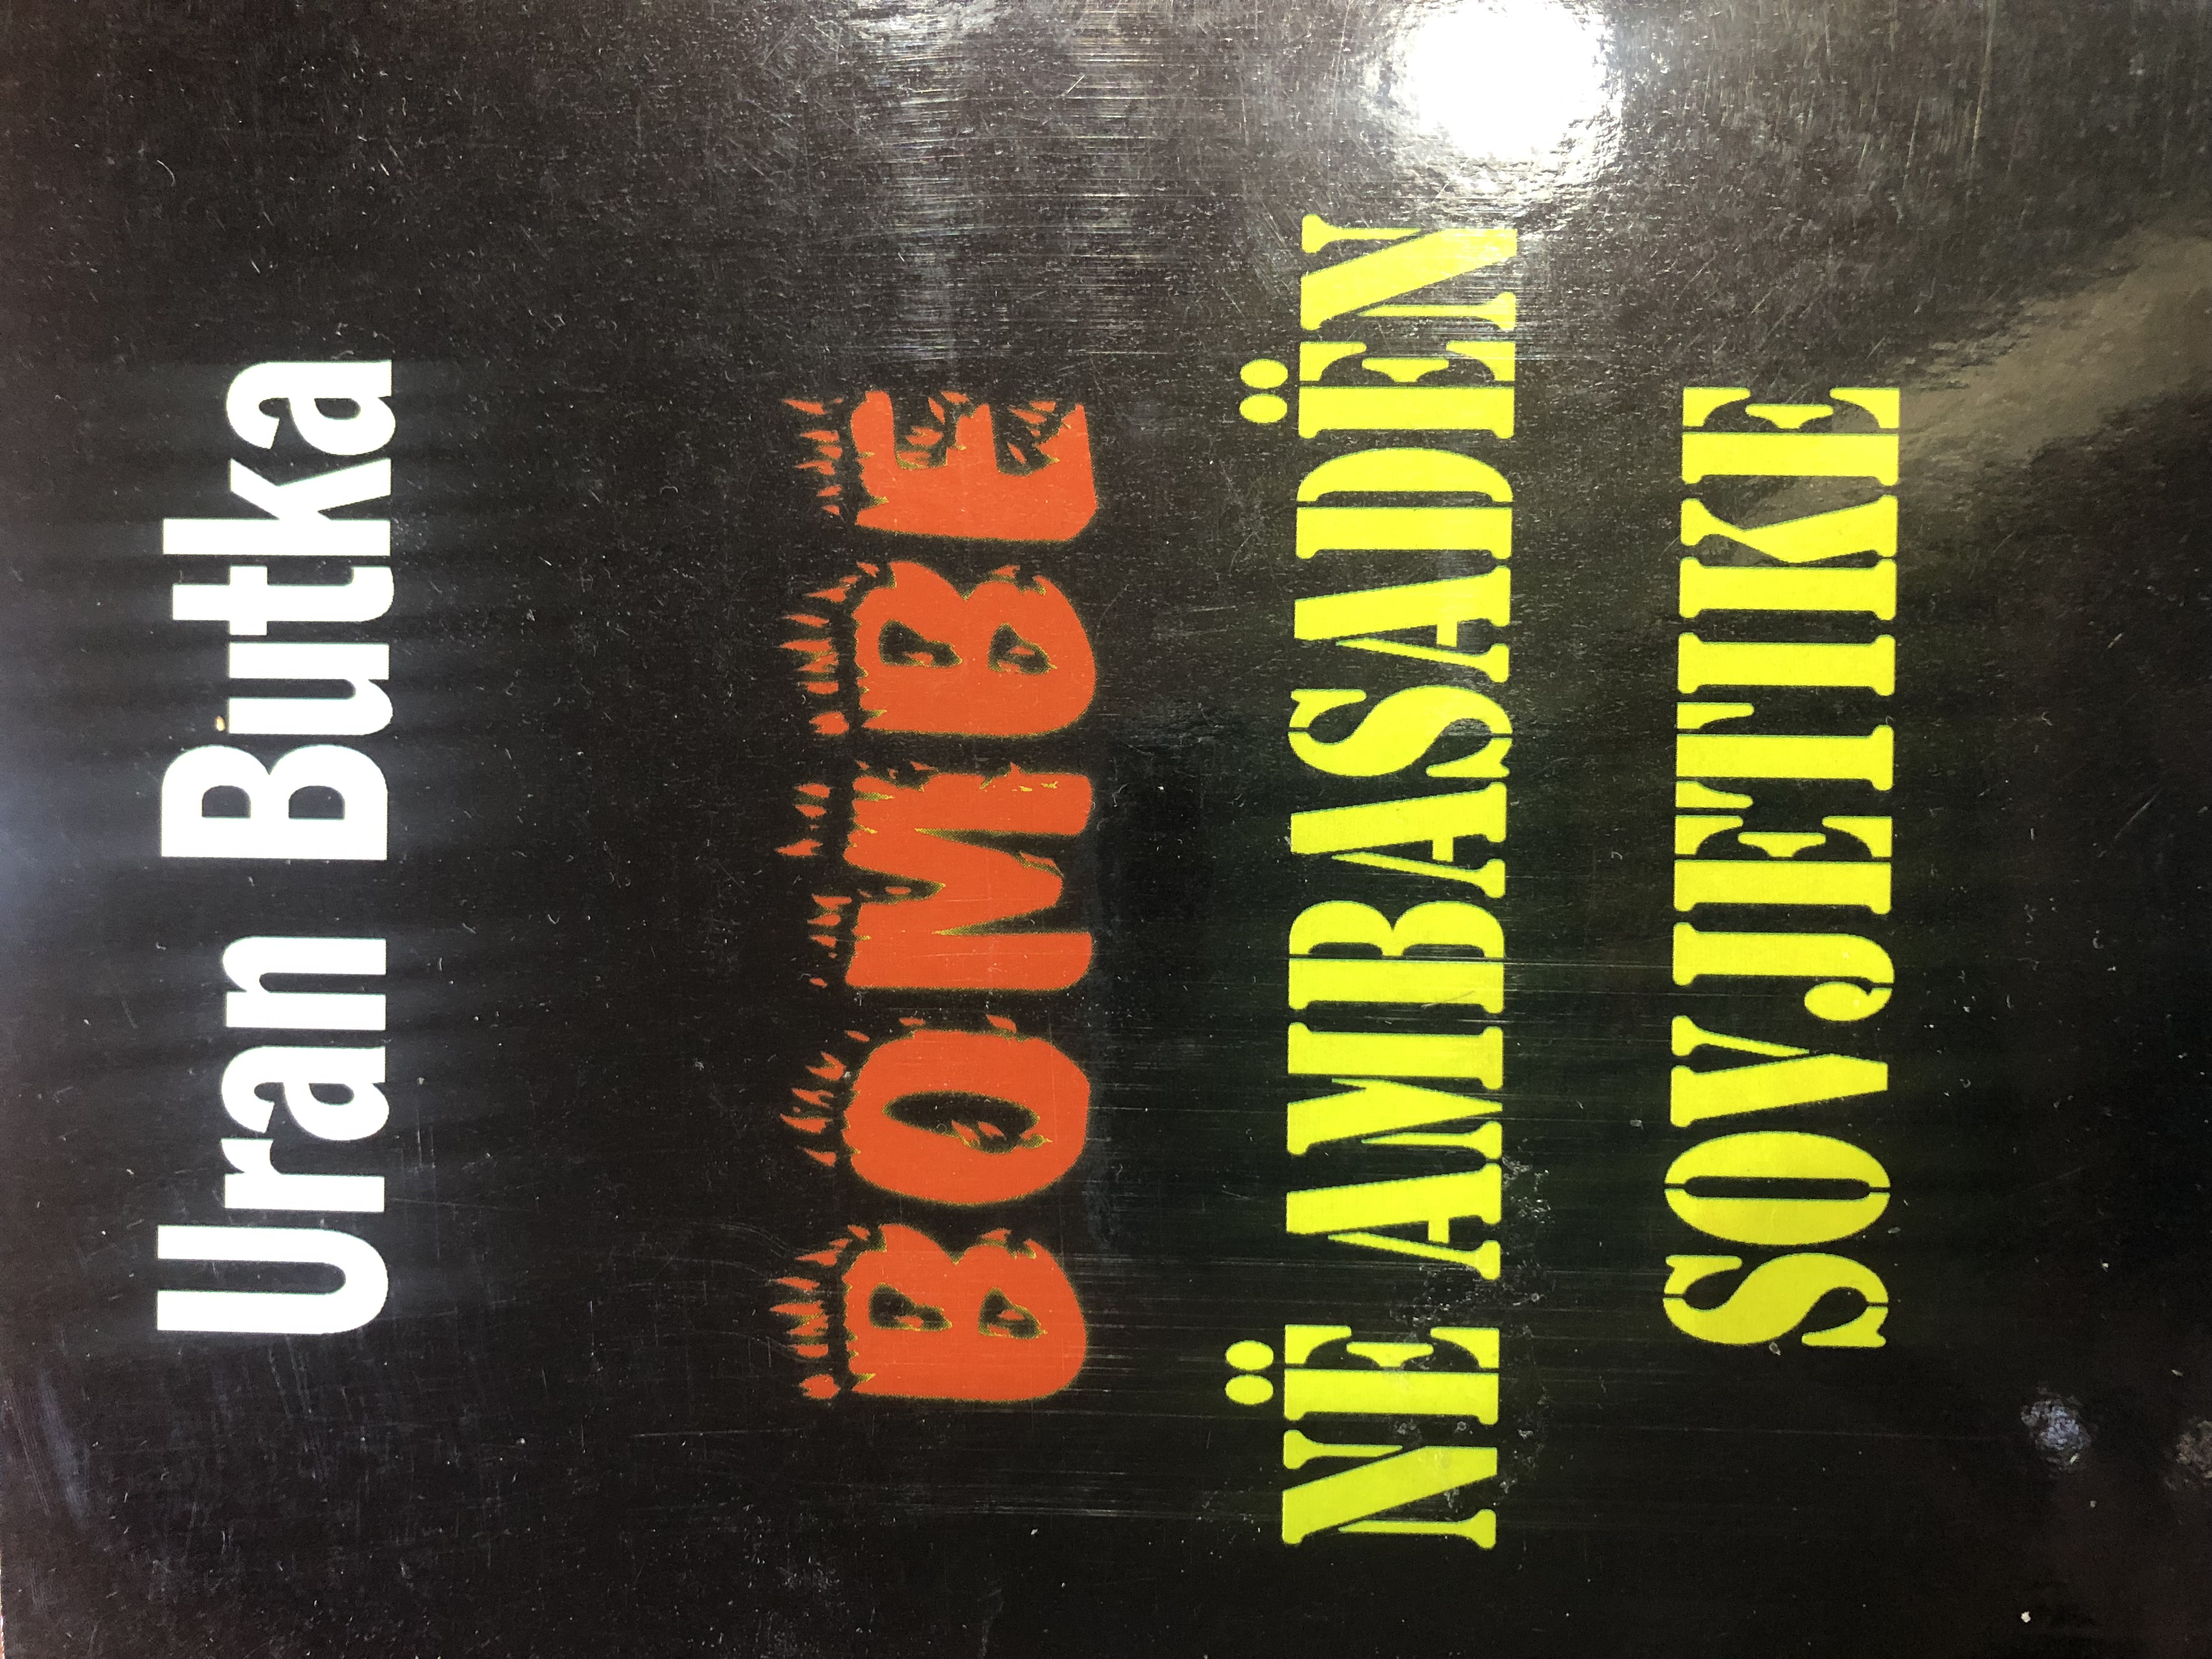 Uran Butka
BOMBË
NË AMBASADËN
SOVJETIKE